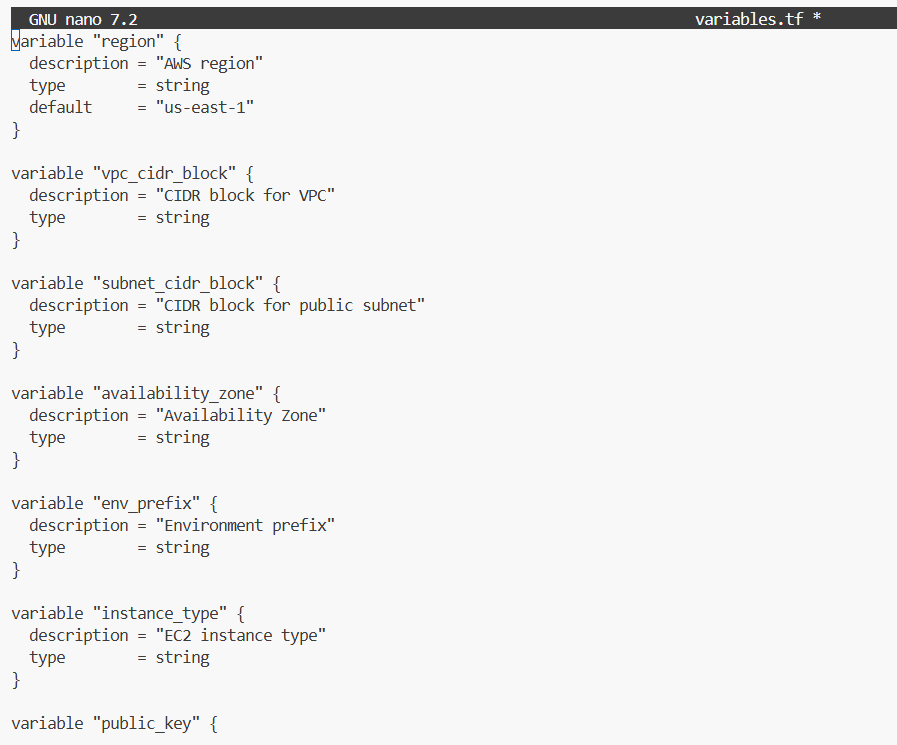 GNU nano 7.2 variables.tf *
variable "region" {
  description = "AWS region"
  type        = string
  default     = "us-east-1"
}

variable "vpc_cidr_block" {
  description = "CIDR block for VPC"
  type        = string
}

variable "subnet_cidr_block" {
  description = "CIDR block for public subnet"
  type        = string
}

variable "availability_zone" {
  description = "Availability Zone"
  type        = string
}

variable "env_prefix" {
  description = "Environment prefix"
  type        = string
}

variable "instance_type" {
  description = "EC2 instance type"
  type        = string
}

variable "public_key" {